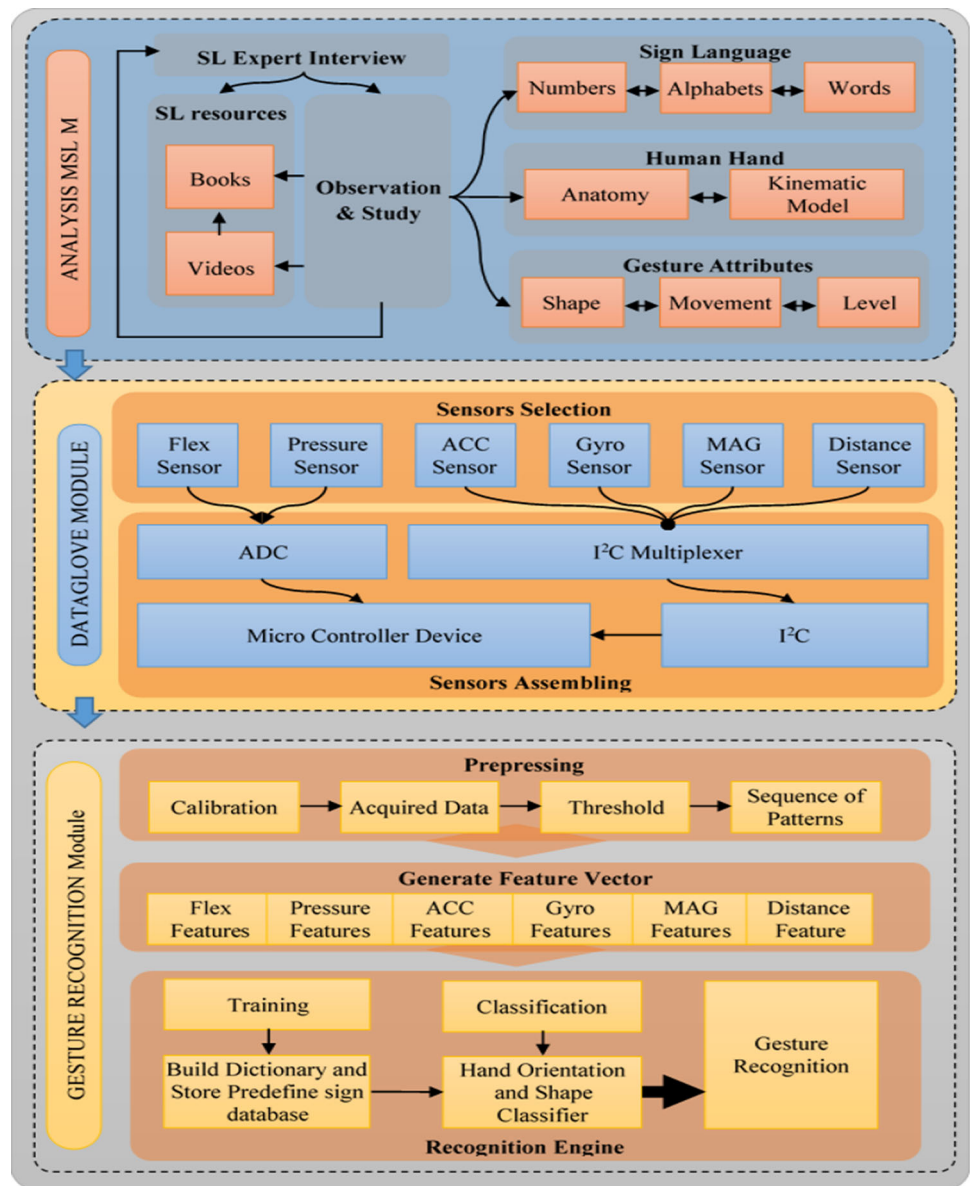 ANALYSIS MSL M
SL Expert Interview
SL resources
Books
Videos
Observation
& Study
Sign Language
Numbers
Alphabets
Words
Human Hand
Anatomy
Kinematic
Model
Gesture Attributes
Shape
Movement
Level
DATAGLOVE MODULE
Sensors Selection
Flex
Sensor
Pressure
Sensor
ACC
Sensor
Gyro
Sensor
MAG
Sensor
Distance
Sensor
ADC
I²C Multiplexer
Micro Controller Device
I²C
Sensors Assembling
GESTURE RECOGNITION Module
Prepressing
Calibration
Acquired Data
Threshold
Sequence of
Patterns
Generate Feature Vector
Flex
Features
Pressure
Features
ACC
Features
Gyro
Features
MAG
Features
Distance
Feature
Training
Classification
Build Dictionary and
Store Predefine sign
database
Hand Orientation
and Shape
Classifier
Gesture
Recognition
Recognition Engine